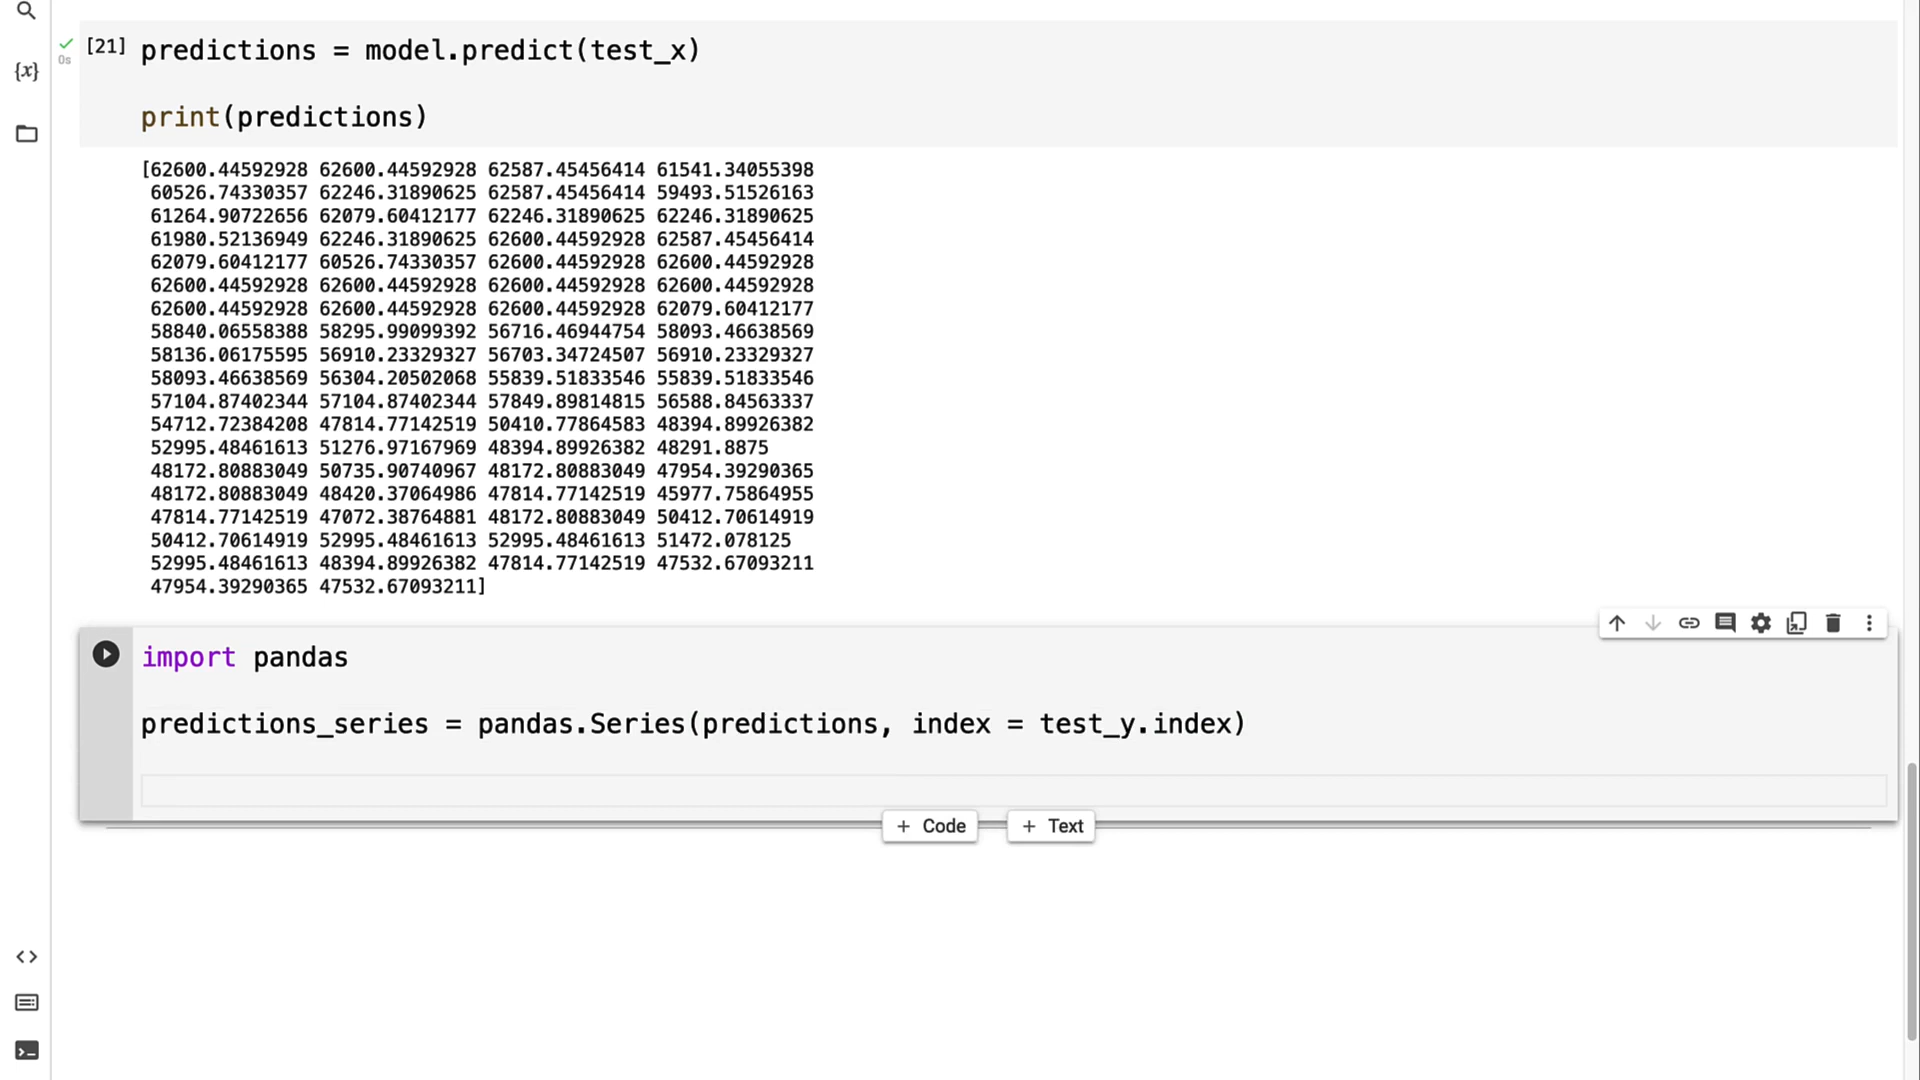 {x}
0s
[21] predictions = model.predict(test_x)
print(predictions)
[62600.44592928 62600.44592928 62587.45456414 61541.34055398
60526.74330357 62246.31890625 62587.45456414 59493.51526163
61264.90722656 62079.60412177 62246.31890625 62246.31890625
61980.52136949 62246.31890625 62600.44592928 62587.45456414
62079.60412177 60526.74330357 62600.44592928 62600.44592928
62600.44592928 62600.44592928 62600.44592928 62600.44592928
62600.44592928 62600.44592928 62600.44592928 62079.60412177
58840.06558388 58295.99099392 56716.46944754 58093.46638569
58136.06175595 56910.23329327 56703.34724507 56910.23329327
58093.46638569 56304.20502068 55839.51833546 55839.51833546
57104.87402344 57104.87402344 57849.89814815 56588.84563337
54712.72384208 47814.77142519 50410.77864583 48394.89926382
52995.48461613 51276.97167969 48394.89926382 48291.8875
48172.80883049 50735.90740967 48172.80883049 47954.39290365
48172.80883049 48420.37064986 47814.77142519 45977.75864955
47814.77142519 47072.38764881 48172.80883049 50412.70614919
50412.70614919 52995.48461613 52995.48461613 51472.078125
52995.48461613 48394.89926382 47814.77142519 47532.67093211
47954.39290365 47532.67093211]
import pandas
predictions_series = pandas.Series(predictions, index = test_y.index)
+ Code + Text